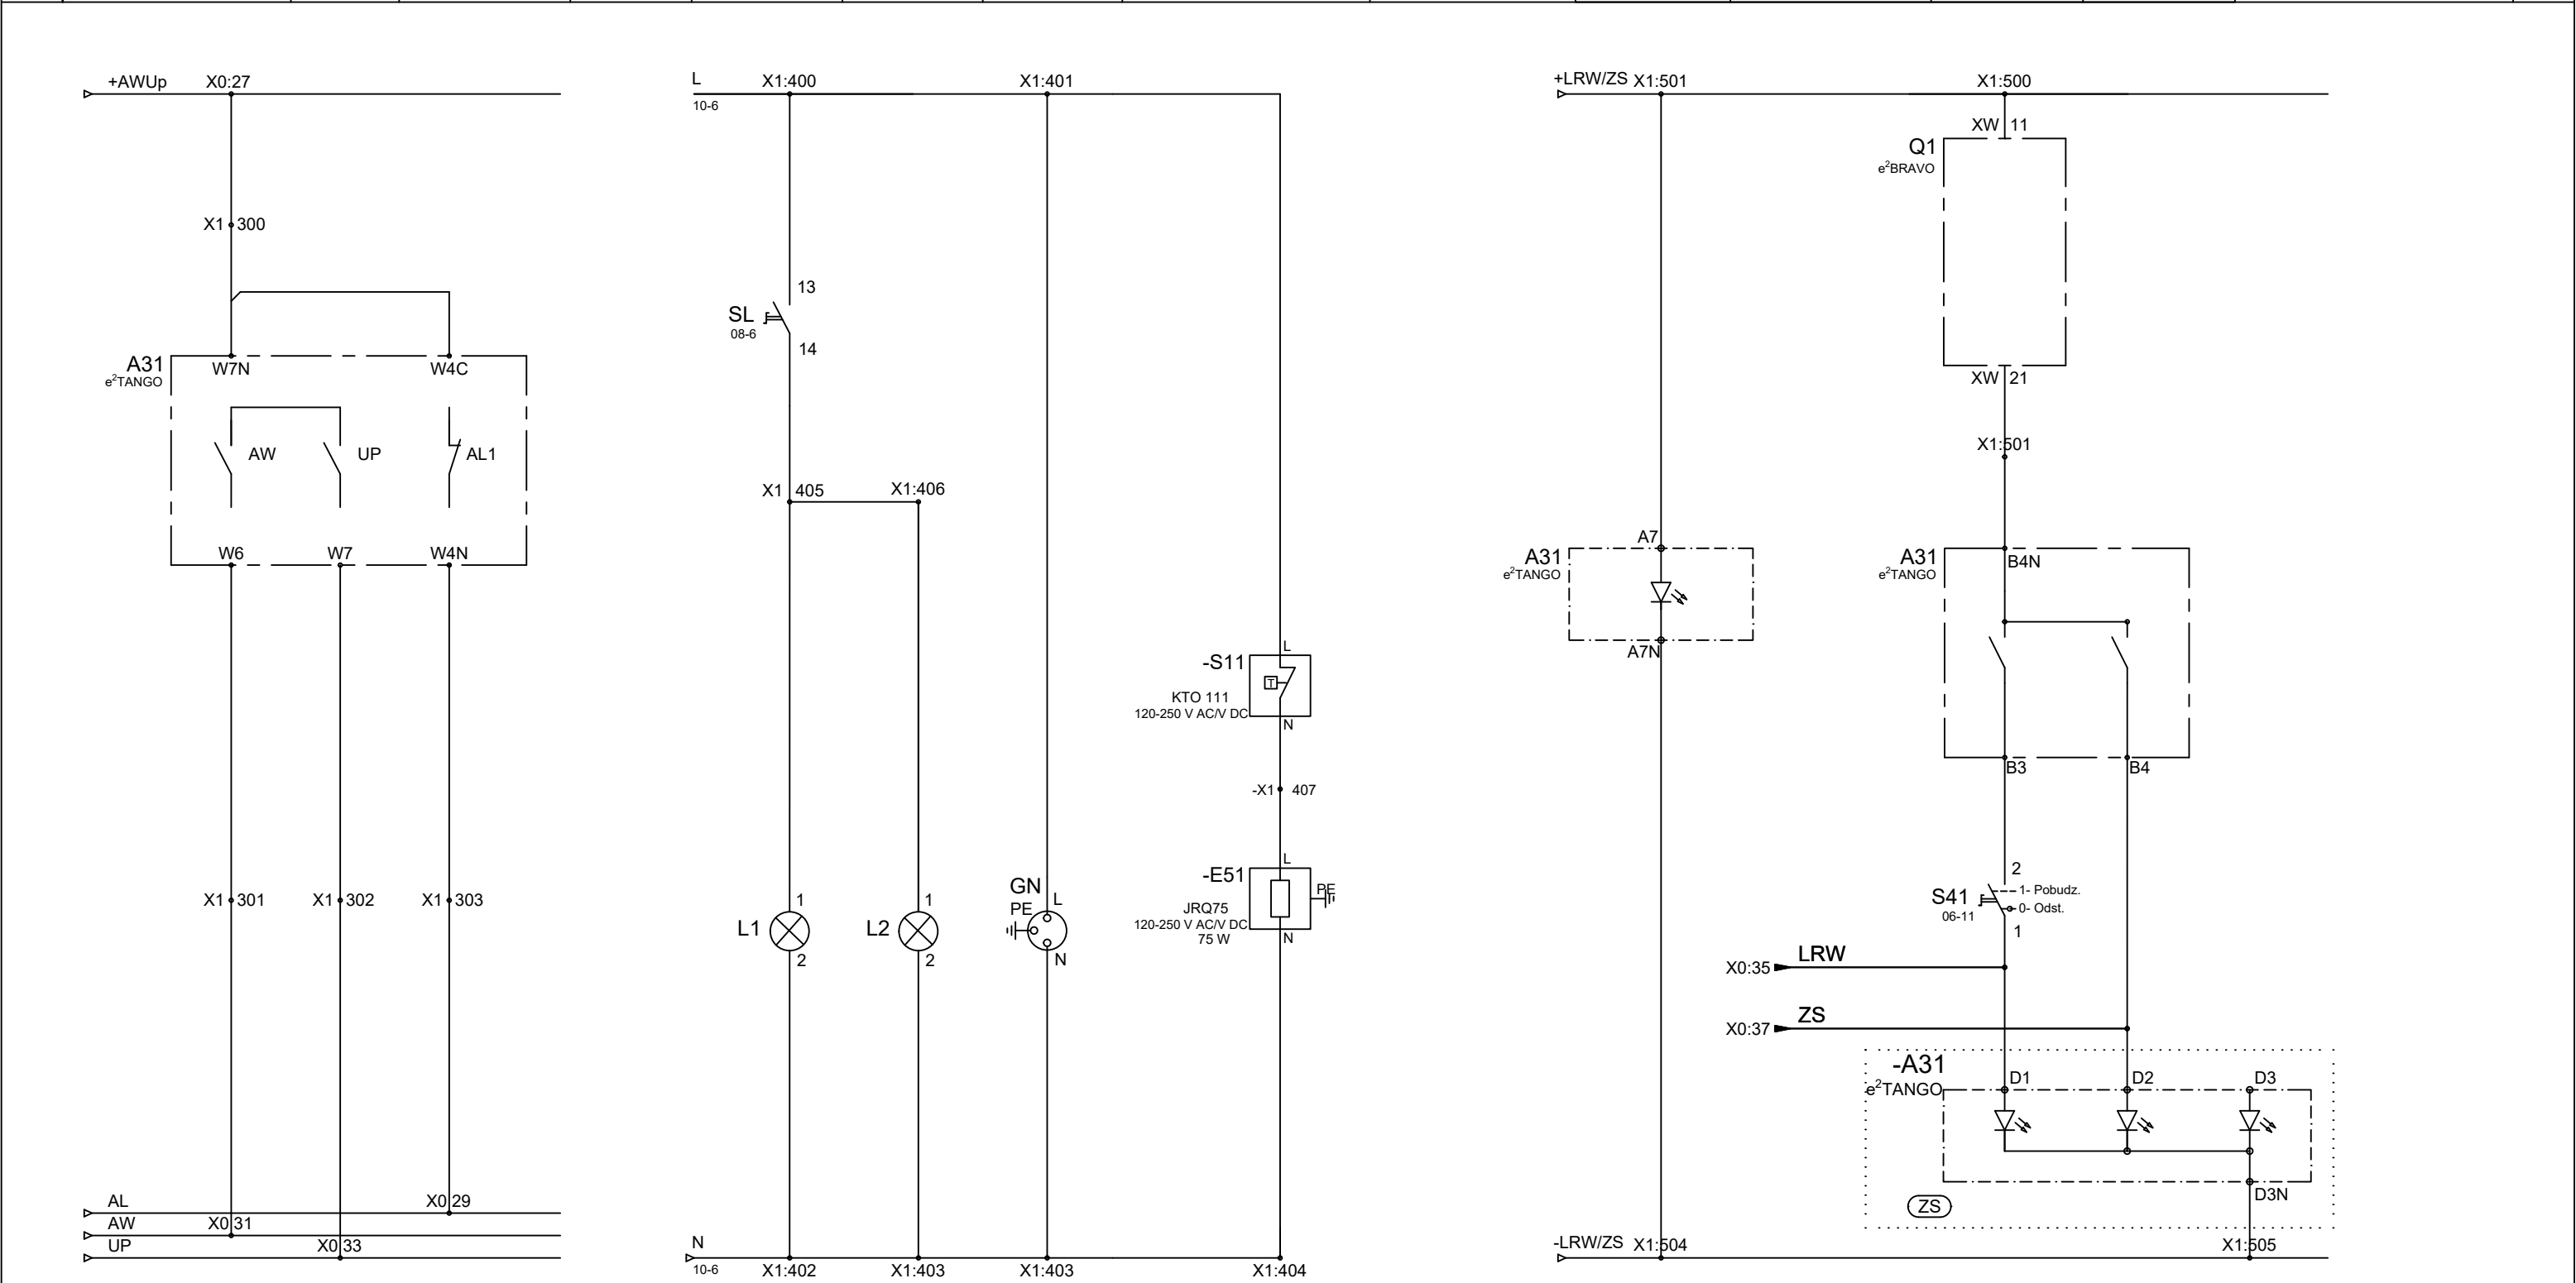 +AWUp X0:27
X1 300
A31
e²TANGO
W7N W4C
AW UP AL1
W6 W7 W4N
X1 301 X1 302 X1 303
AL X0 29
AW X0 31
UP X0 33
L X1:400 X1:401
10-6
13
SL
08-6
14
X1 405 X1:406
L
-S11
T
KTO 111
120-250 V AC/V DC
N
-X1 407
L
-E51
PE
JRQ75
120-250 V AC/V DC
75 W
N
1 1 GN L
PE
L1 L2
2 2 N
N
10-6 X1:402 X1:403 X1:403 X1:404
+LRW/ZS X1:501 X1:500
XW 11
Q1
e²BRAVO
XW 21
X1:501
A7
A31
e²TANGO
A7N
A31
e²TANGO
B4N
B3 B4
2
S41 1- Pobudz.
06-11 0- Odst.
1
LRW
X0:35
ZS
X0:37
-A31
e²TANGO
D1 D2 D3
D3N
ZS
-LRW/ZS X1:504 X1:505